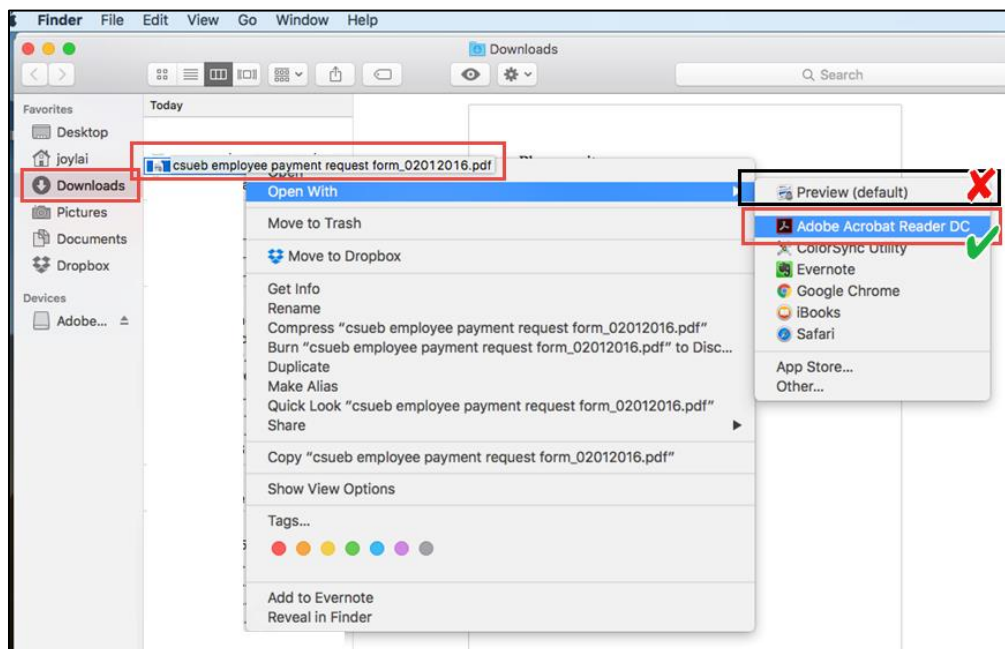 Finder File Edit View Go Window Help
Downloads
Search
Favorites
Desktop
joylai
Downloads
Pictures
Documents
Dropbox
Devices
Adobe...
Today
csueb employee payment request form_02012016.pdf
Open
Open With
Move to Trash
Move to Dropbox
Get Info
Rename
Compress “csueb employee payment request form_02012016.pdf”
Burn “csueb employee payment request form_02012016.pdf” to Disc...
Duplicate
Make Alias
Quick Look “csueb employee payment request form_02012016.pdf”
Share
Copy “csueb employee payment request form_02012016.pdf”
Show View Options
Tags...
Add to Evernote
Reveal in Finder
Preview (default)
Adobe Acrobat Reader DC
ColorSync Utility
Evernote
Google Chrome
iBooks
Safari
App Store...
Other...